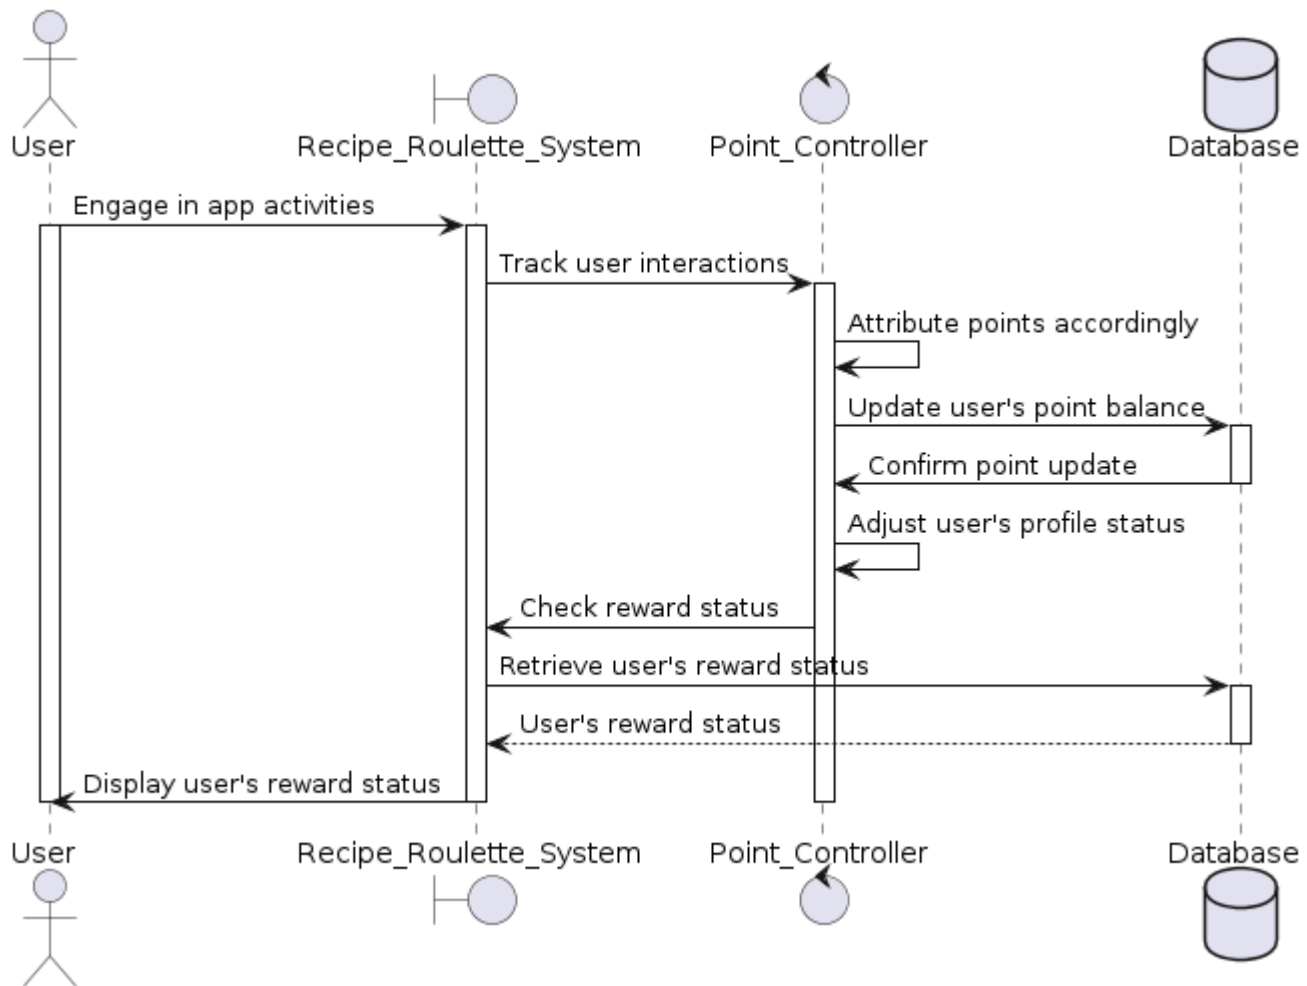 User
Recipe_Roulette_System
Point_Controller
Database
Engage in app activities
Track user interactions
Attribute points accordingly
Update user's point balance
Confirm point update
Adjust user's profile status
Check reward status
Retrieve user's reward status
User's reward status
Display user's reward status
User
Recipe_Roulette_System
Point_Controller
Database